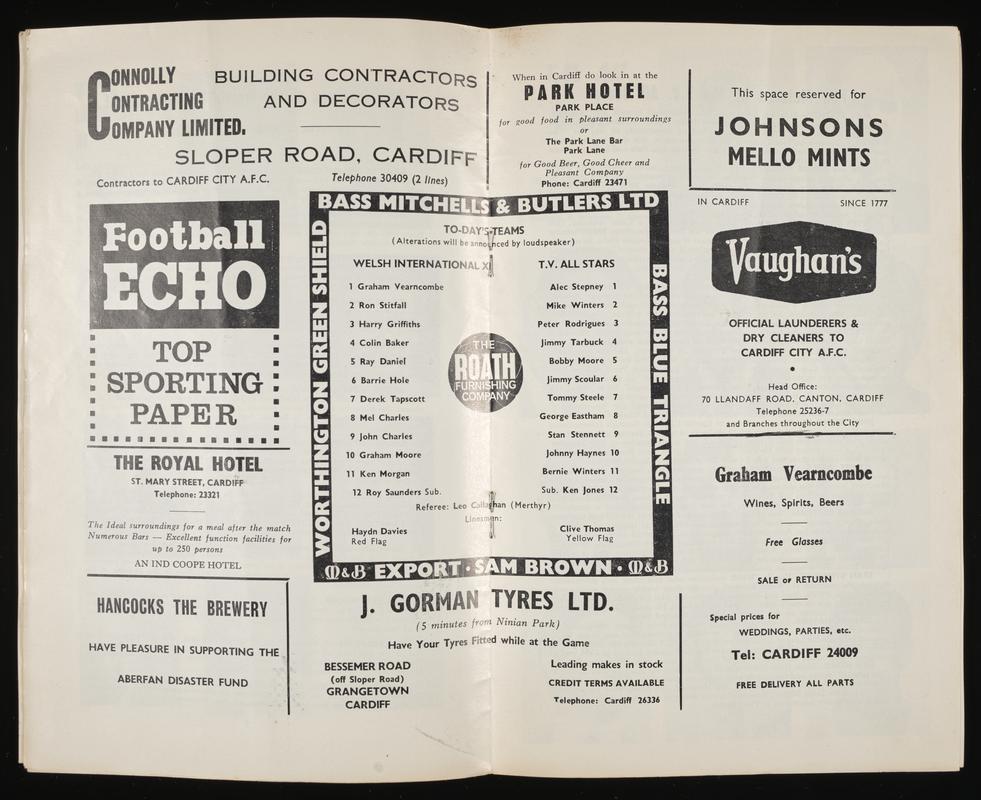 CONNOLLY
CONTRACTING
COMPANY LIMITED.
BUILDING CONTRACTORS
AND DECORATORS
SLOPER ROAD, CARDIFF
Contractors to CARDIFF CITY A.F.C.
Telephone 30409 (2 lines)
When in Cardiff do look in at the
PARK HOTEL
PARK PLACE
for good food in pleasant surroundings
or
The Park Lane Bar
Park Lane
for Good Beer, Good Cheer and
Pleasant Company
Phone: Cardiff 23471
This space reserved for
JOHNSONS
MELLO MINTS
Football
ECHO
TOP
SPORTING
PAPER
THE ROYAL HOTEL
ST. MARY STREET, CARDIFF
Telephone: 23321
The Ideal surroundings for a meal after the match
Numerous Bars — Excellent function facilities for
up to 250 persons
AN IND COOPE HOTEL
HANCOCKS THE BREWERY
HAVE PLEASURE IN SUPPORTING THE
ABERFAN DISASTER FUND
BASS MITCHELLS & BUTLERS LTD
WORTHINGTON GREEN SHIELD
BASS BLUE TRIANGLE
M&B EXPORT · SAM BROWN · M&B
TO-DAY'S TEAMS
(Alterations will be announced by loudspeaker)
WELSH INTERNATIONAL XI
1 Graham Vearncombe
2 Ron Stitfall
3 Harry Griffiths
4 Colin Baker
5 Ray Daniel
6 Barrie Hole
7 Derek Tapscott
8 Mel Charles
9 John Charles
10 Graham Moore
11 Ken Morgan
12 Roy Saunders Sub.
THE
ROATH
FURNISHING
COMPANY
T.V. ALL STARS
Alec Stepney 1
Mike Winters 2
Peter Rodrigues 3
Jimmy Tarbuck 4
Bobby Moore 5
Jimmy Scoular 6
Tommy Steele 7
George Eastham 8
Stan Stennett 9
Johnny Haynes 10
Bernie Winters 11
Sub. Ken Jones 12
Referee: Leo Callaghan (Merthyr)
Linesmen:
Haydn Davies
Red Flag
Clive Thomas
Yellow Flag
J. GORMAN TYRES LTD.
(5 minutes from Ninian Park)
Have Your Tyres Fitted while at the Game
BESSEMER ROAD
(off Sloper Road)
GRANGETOWN
CARDIFF
Leading makes in stock
CREDIT TERMS AVAILABLE
Telephone: Cardiff 26336
IN CARDIFF SINCE 1777
Vaughan's
OFFICIAL LAUNDERERS &
DRY CLEANERS TO
CARDIFF CITY A.F.C.
Head Office:
70 LLANDAFF ROAD, CANTON, CARDIFF
Telephone 25236-7
and Branches throughout the City
Graham Vearncombe
Wines, Spirits, Beers
Free Glasses
SALE or RETURN
Special prices for
WEDDINGS, PARTIES, etc.
Tel: CARDIFF 24009
FREE DELIVERY ALL PARTS